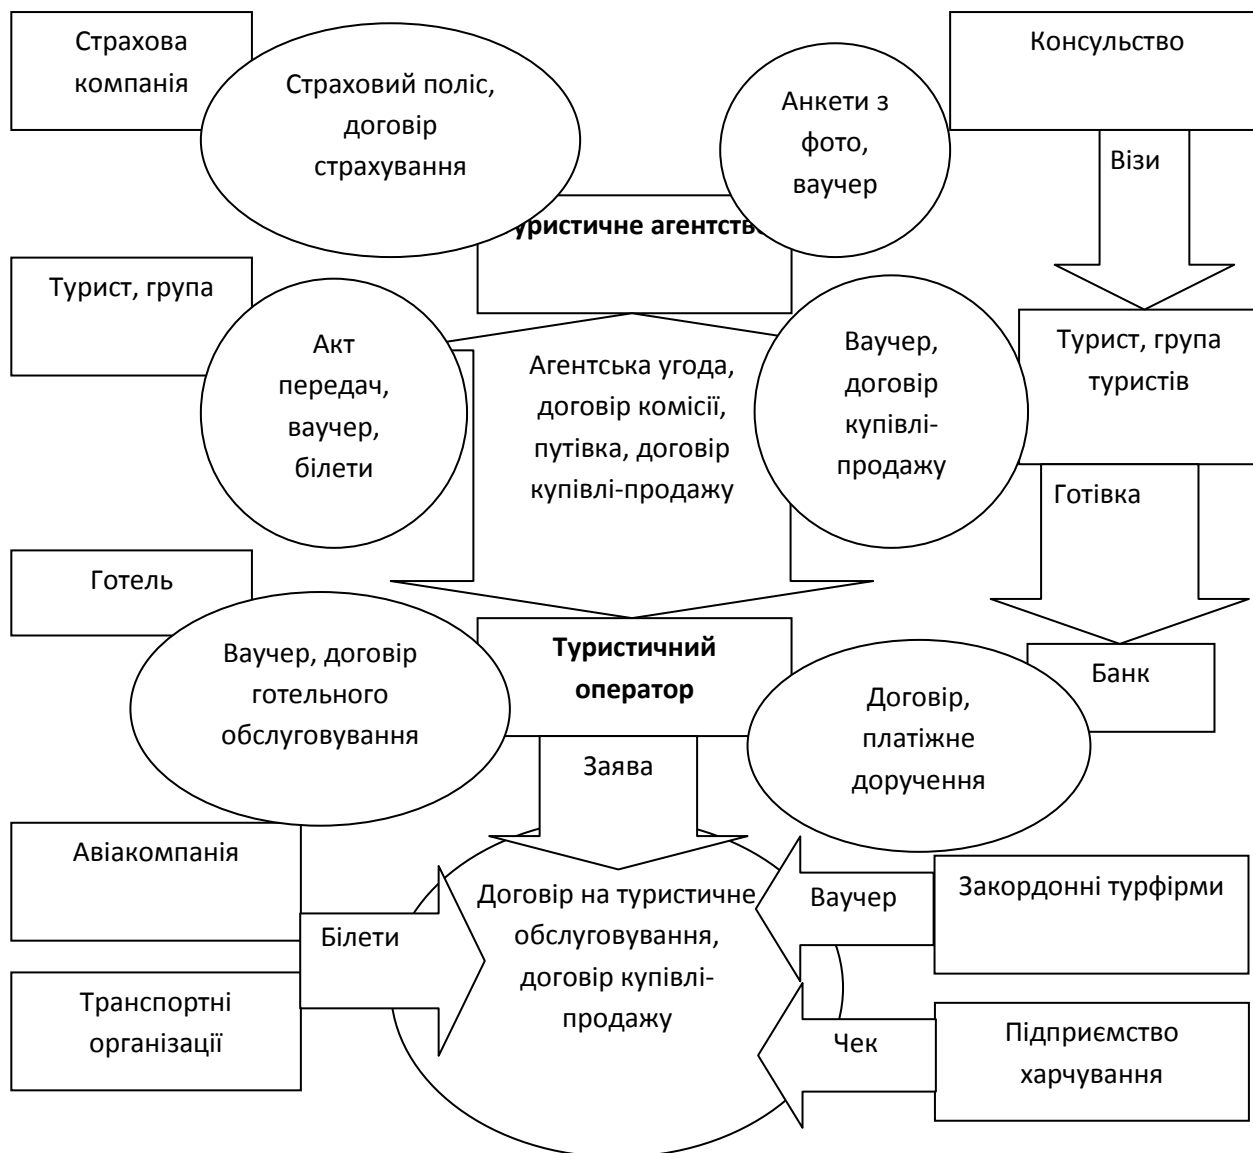 Страхова
компанія
Страховий поліс,
договір
страхування
Анкети з
фото,
ваучер
Консульство
Візи
уристичне агентств
Турист, група
Акт
передач,
ваучер,
білети
Агентська угода,
договір комісії,
путівка, договір
купівлі-продажу
Ваучер,
договір
купівлі-
продажу
Турист, група
туристів
Готівка
Готель
Ваучер, договір
готельного
обслуговування
Туристичний
оператор
Заява
Договір,
платіжне
доручення
Банк
Авіакомпанія
Білети
Транспортні
організації
Договір на туристичне
обслуговування,
договір купівлі-
продажу
Ваучер
Закордонні турфірми
Чек
Підприємство
харчування